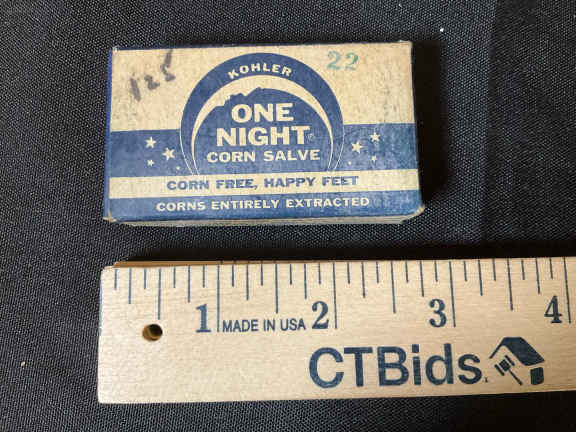 125
22
KOHLER
ONE
NIGHT®
CORN SALVE
CORN FREE, HAPPY FEET
CORNS ENTIRELY EXTRACTED
1 MADE IN USA 2 3 4
CTBids